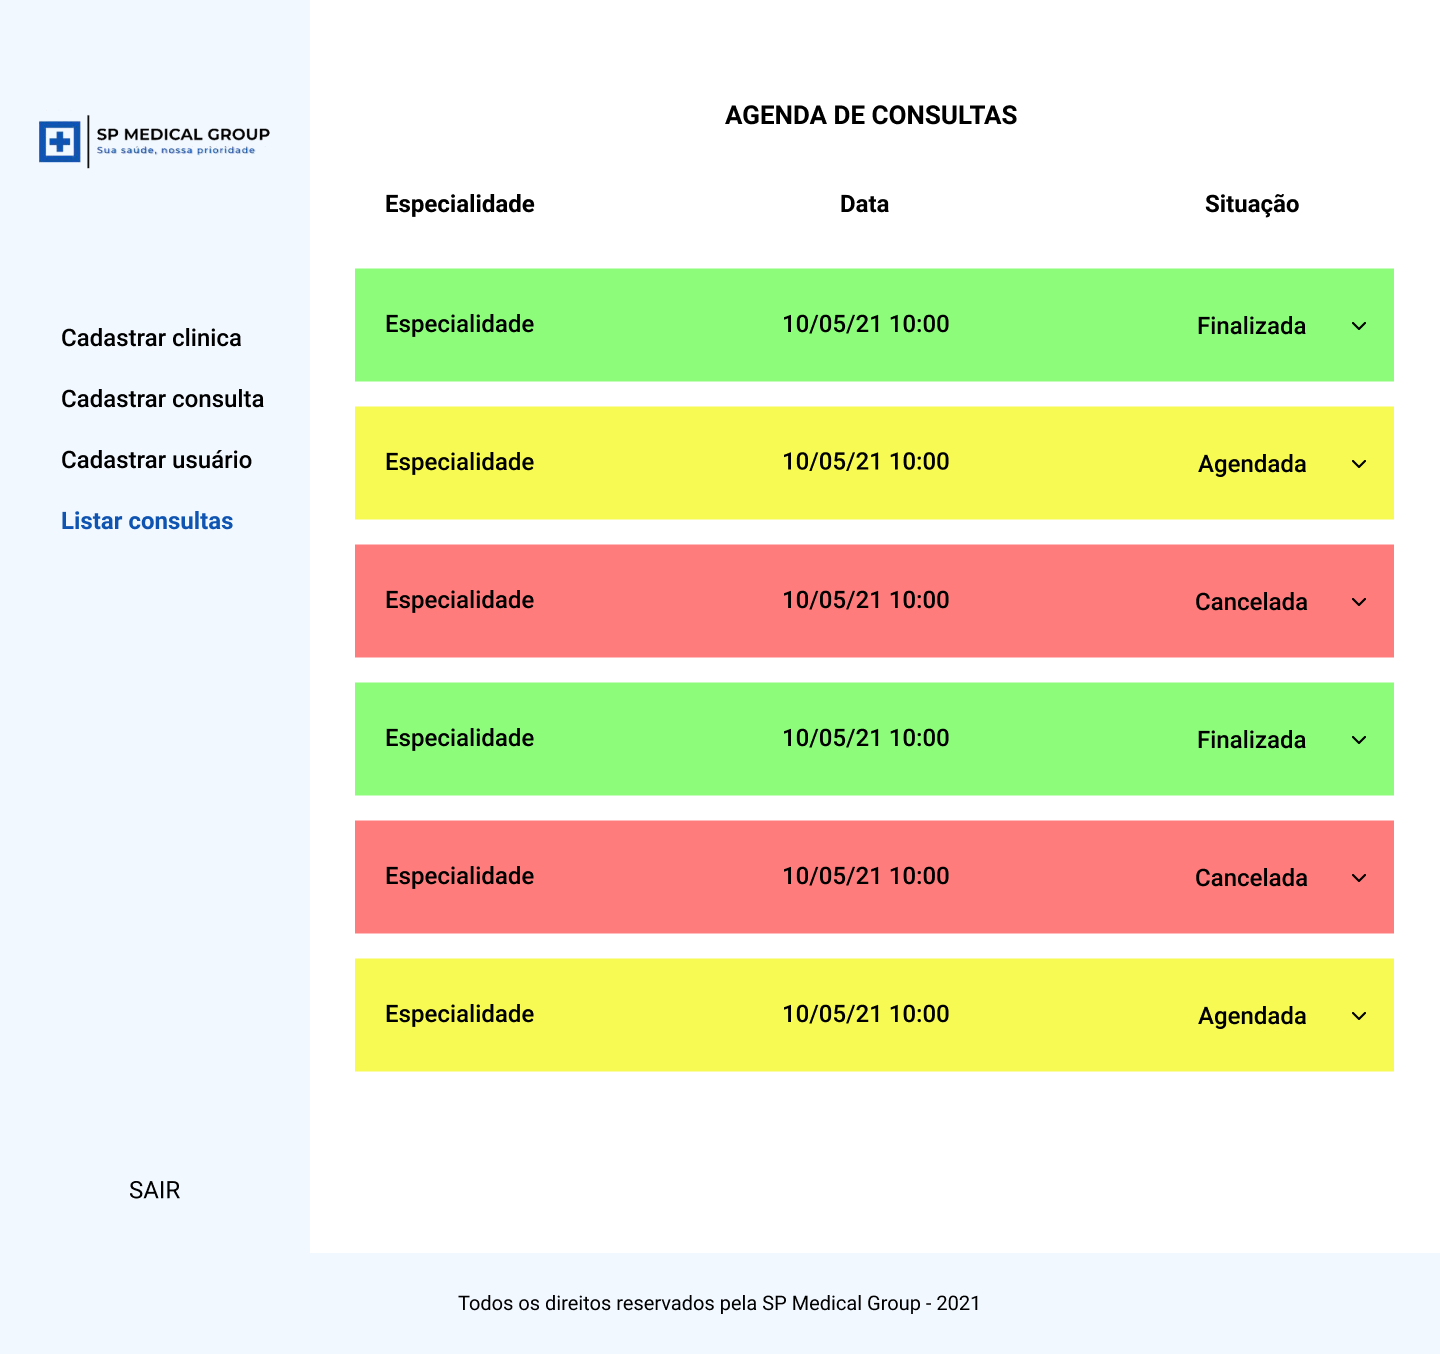 SP MEDICAL GROUP
Sua saúde, nossa prioridade
Cadastrar clinica
Cadastrar consulta
Cadastrar usuário
Listar consultas
SAIR
AGENDA DE CONSULTAS
Especialidade Data Situação
Especialidade 10/05/21 10:00 Finalizada
Especialidade 10/05/21 10:00 Agendada
Especialidade 10/05/21 10:00 Cancelada
Especialidade 10/05/21 10:00 Finalizada
Especialidade 10/05/21 10:00 Cancelada
Especialidade 10/05/21 10:00 Agendada
Todos os direitos reservados pela SP Medical Group - 2021